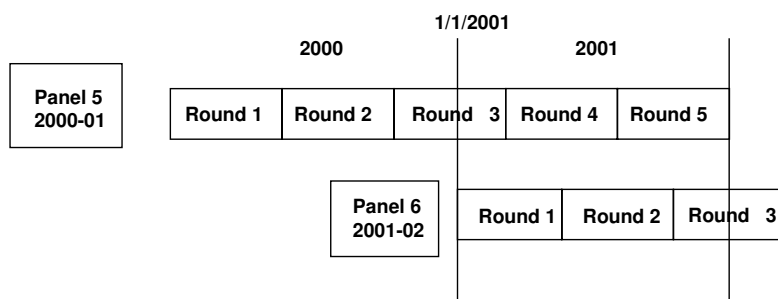 1/1/2001
2000 2001
Panel 5
2000-01
Round 1 Round 2 Round 3 Round 4 Round 5
Panel 6
2001-02
Round 1 Round 2 Round 3